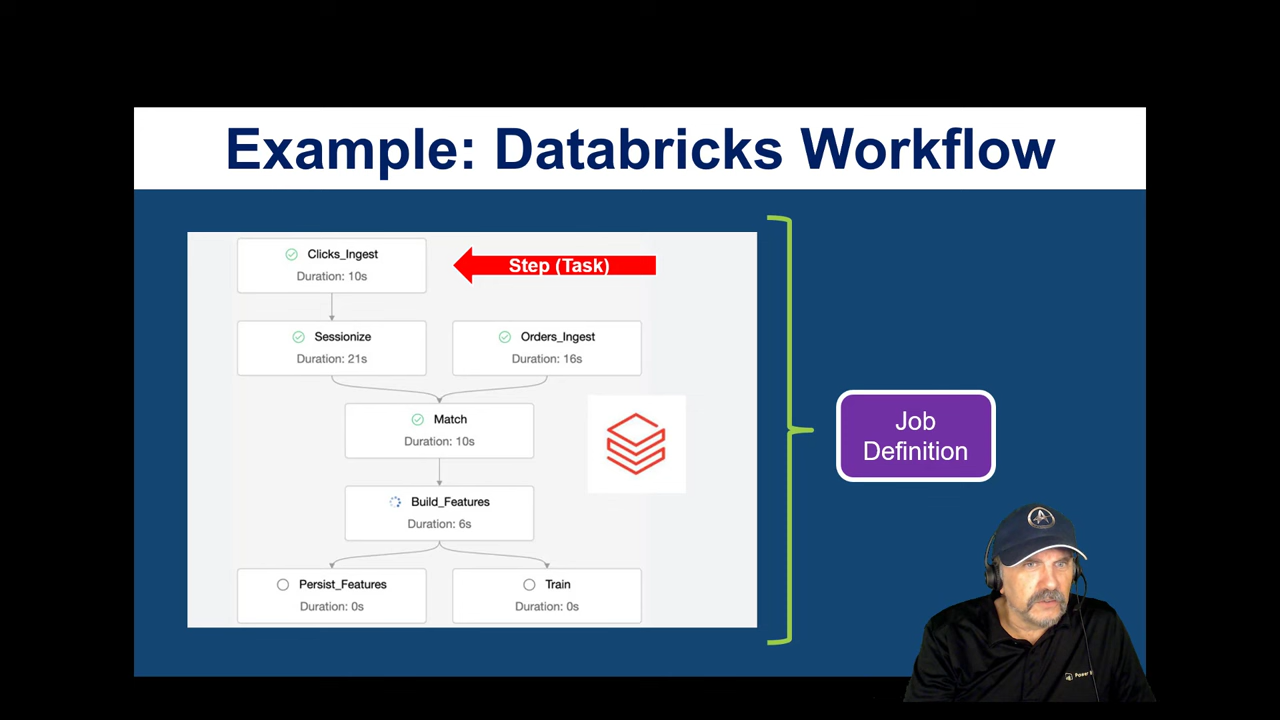 Example: Databricks Workflow
Clicks_Ingest
Duration: 10s
Step (Task)
Sessionize
Duration: 21s
Orders_Ingest
Duration: 16s
Match
Duration: 10s
Job
Definition
Build_Features
Duration: 6s
Persist_Features
Duration: 0s
Train
Duration: 0s
Power